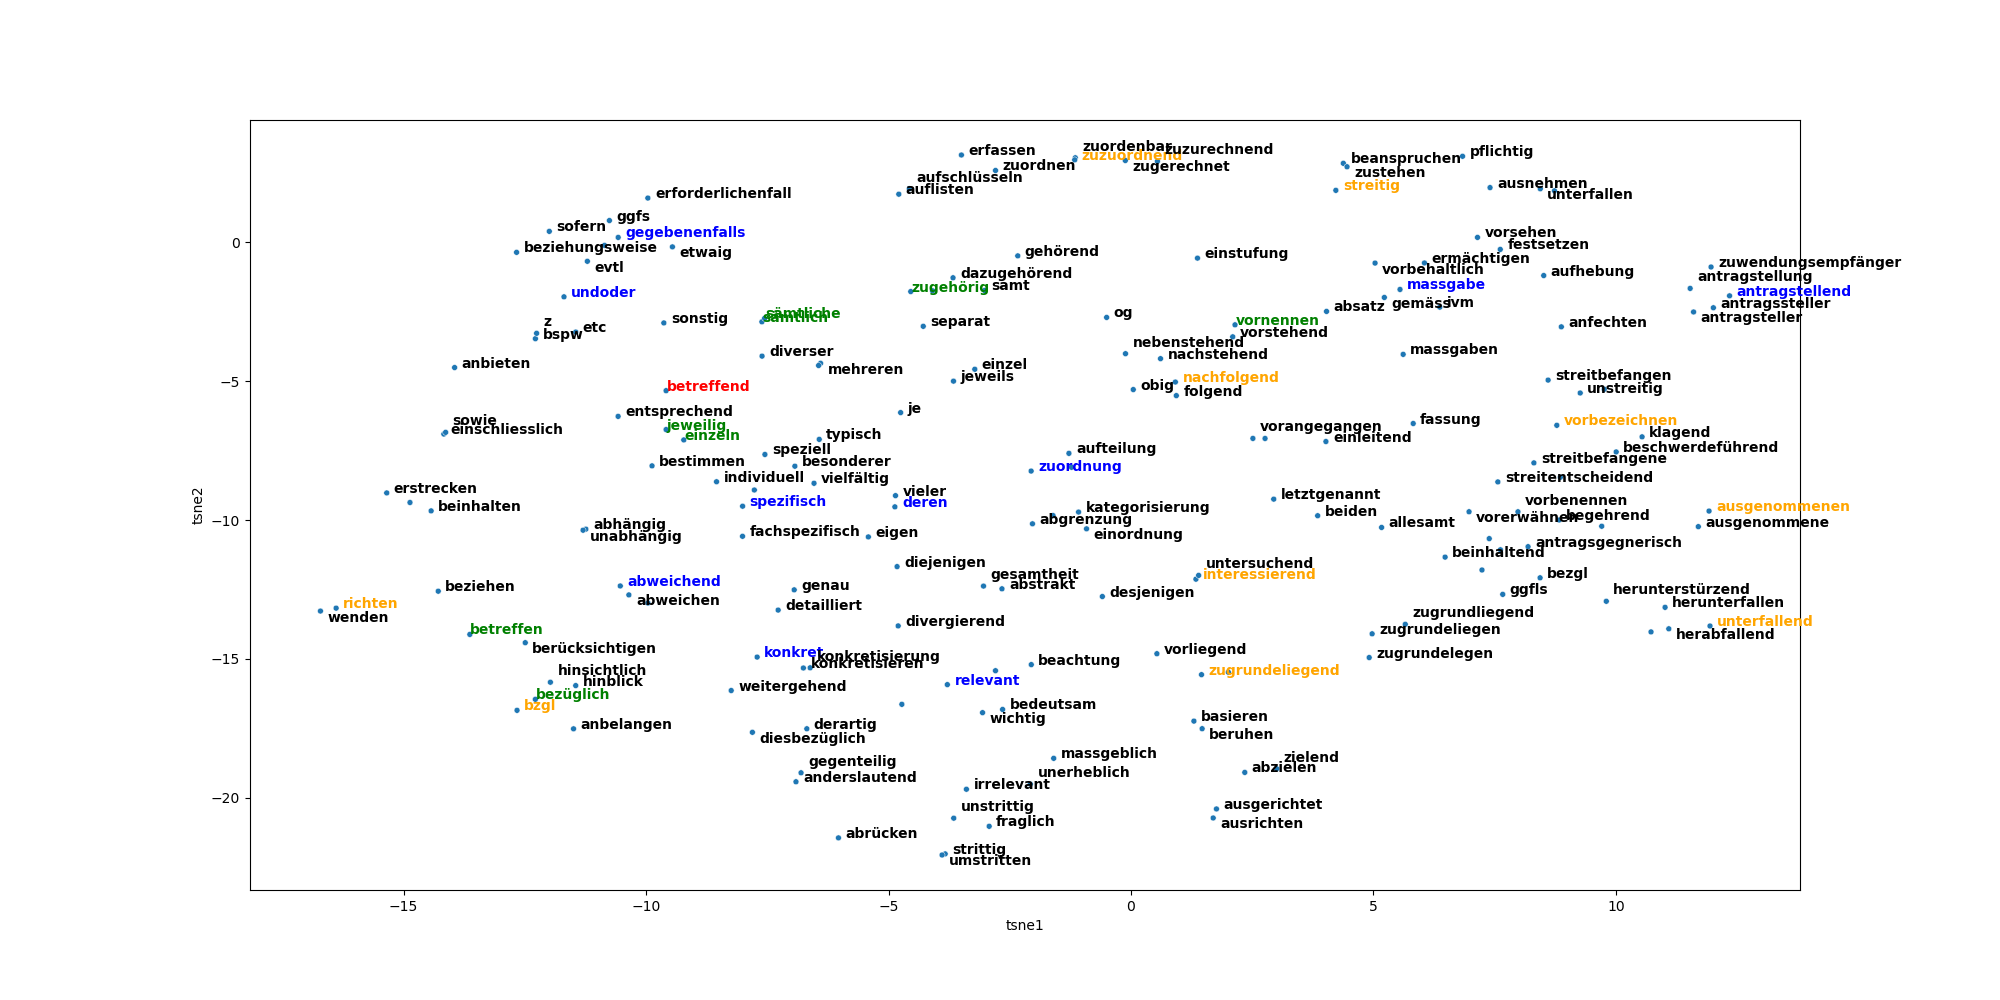 erfassen
zuordnen
zuordenbar
zuzuordnend
zuzurechnend
zugerechnet
beanspruchen
zustehen
pflichtig
streitig
ausnehmen
unterfallen
aufschlüsseln
auflisten
erforderlichenfall
ggfs
sofern
gegebenenfalls
beziehungsweise
etwaig
evtl
undoder
gehörend
einstufung
vorsehen
festsetzen
ermächtigen
vorbehaltlich
aufhebung
zuwendungsempfänger
antragstellung
antragstellend
antragssteller
antragsteller
dazugehörend
samt
zugehörig
massgabe
gemäss
ivm
absatz
sämtliche
sämtlich
sonstig
separat
og
vornennen
vorstehend
anfechten
z
bspw
etc
nebenstehend
nachstehend
massgaben
diverser
mehreren
anbieten
einzel
jeweils
nachfolgend
folgend
obig
streitbefangen
unstreitig
betreffend
entsprechend
jeweilig
einzeln
je
sowie
einschliesslich
typisch
speziell
besonderer
vorangegangen
einleitend
fassung
vorbezeichnen
klagend
beschwerdeführend
streitbefangene
streitentscheidend
bestimmen
individuell
vielfältig
aufteilung
zuordnung
erstrecken
beinhalten
spezifisch
vieler
deren
letztgenannt
beiden
kategorisierung
abgrenzung
einordnung
allesamt
vorbenennen
vorerwähnen
begehrend
ausgenommenen
ausgenommene
abhängig
unabhängig
fachspezifisch
eigen
antragsgegnerisch
beinhaltend
diejenigen
untersuchend
interessierend
bezgl
ggfls
gesamtheit
abstrakt
desjenigen
beziehen
abweichend
abweichen
genau
detailliert
herunterstürzend
herunterfallen
unterfallend
herabfallend
richten
wenden
zugrundliegend
zugrundeliegen
zugrundelegen
betreffen
berücksichtigen
divergierend
konkret
konkretisierung
konkretisieren
beachtung
vorliegend
zugrundeliegend
hinsichtlich
hinblick
bezüglich
bzgl
weitergehend
relevant
bedeutsam
wichtig
basieren
beruhen
anbelangen
derartig
diesbezüglich
massgeblich
unerheblich
zielend
abzielen
gegenteilig
anderslautend
irrelevant
unstrittig
fraglich
ausgerichtet
ausrichten
abrücken
strittig
umstritten
0
−5
−10
−15
−20
tsne2
−15 −10 −5 0 5 10
tsne1